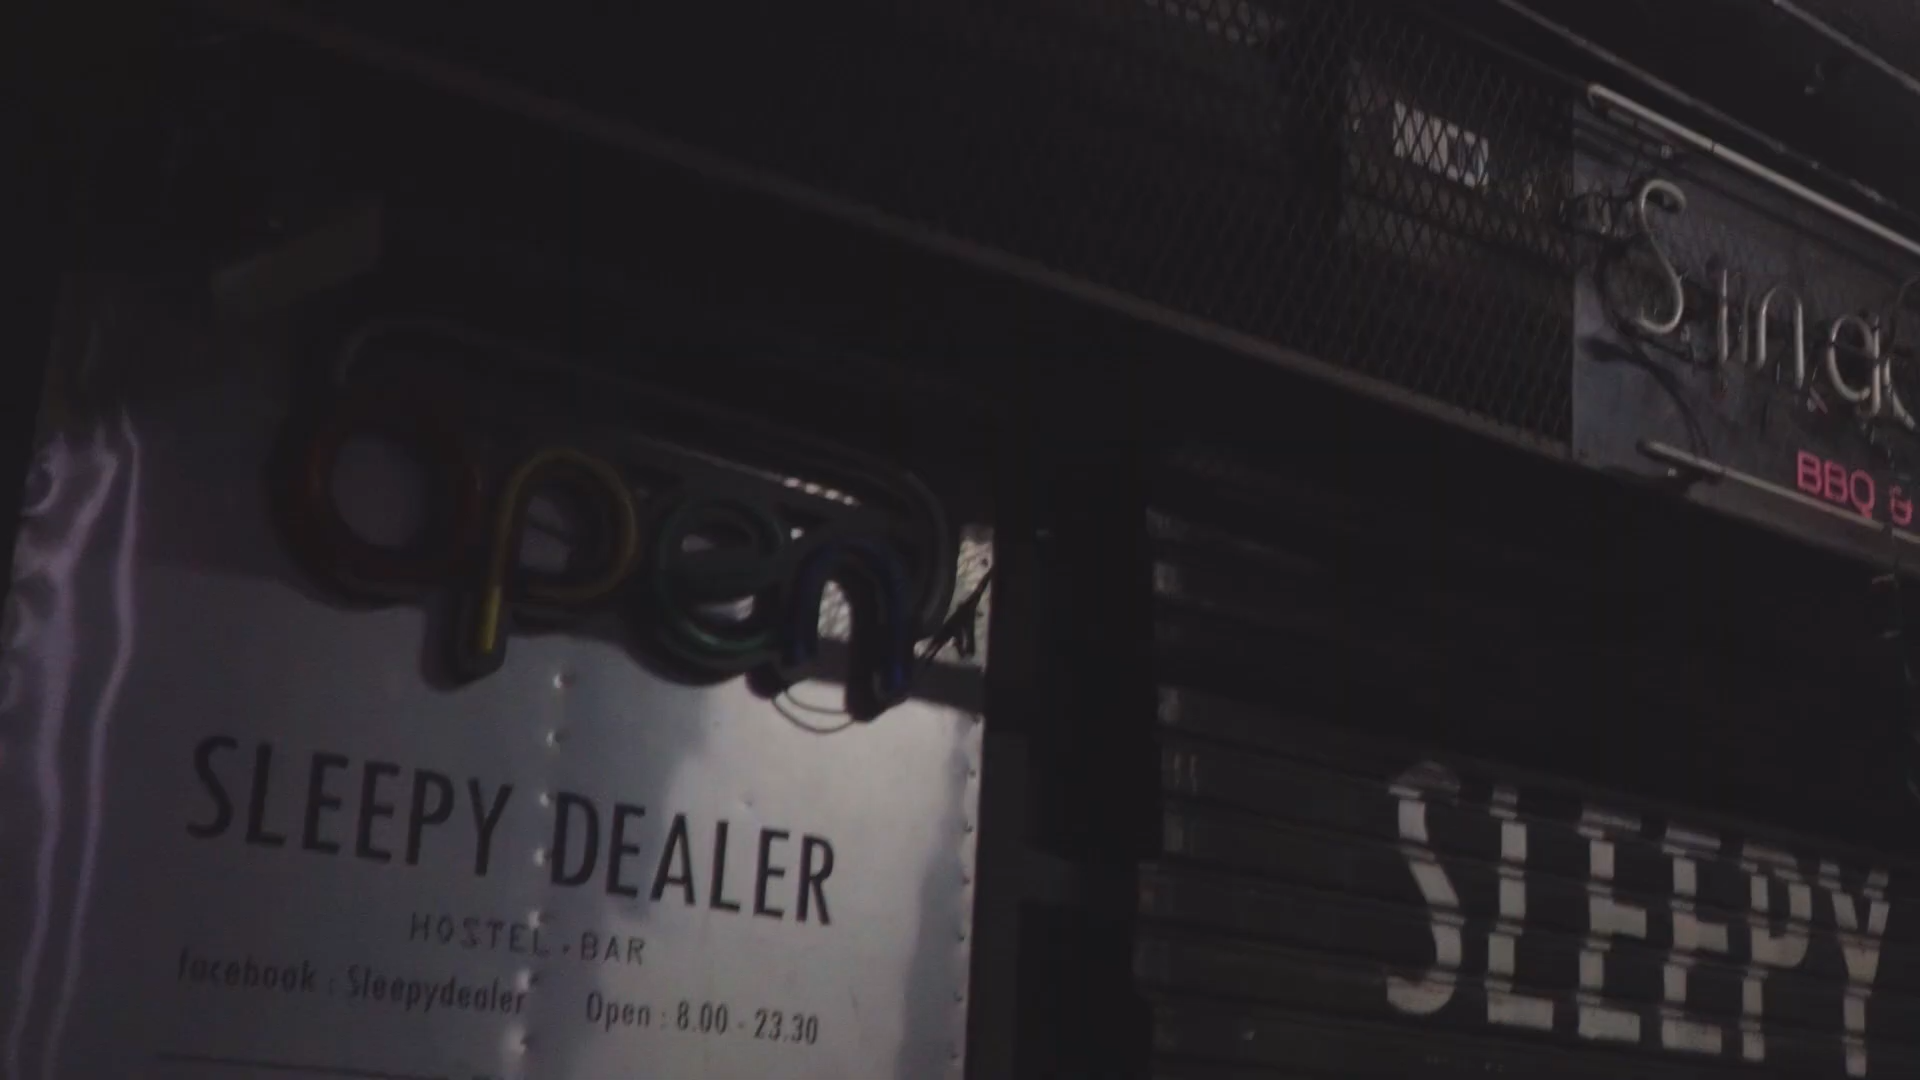 open
SLEEPY DEALER
HOSTEL . BAR
facebook : Sleepydealer Open : 8.00 - 23.30
BBQ &
SLEEPY